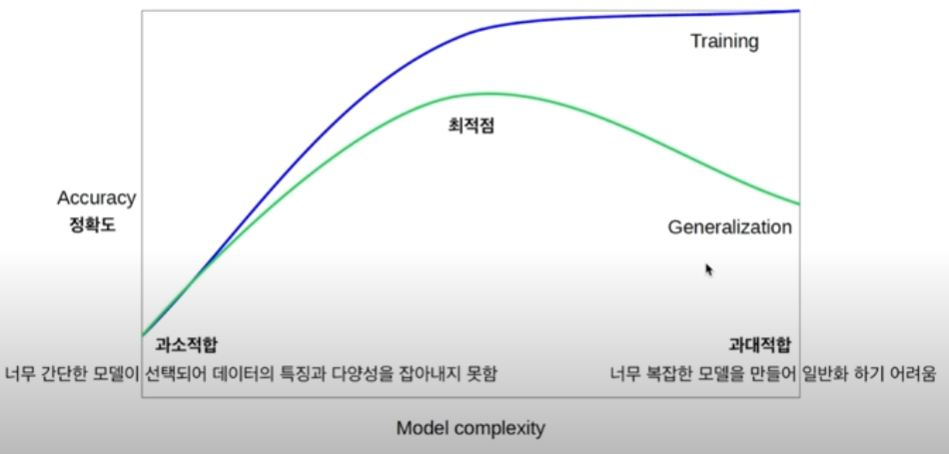 Training
최적점
Accuracy
정확도
Generalization
과소적합
과대적합
너무 간단한 모델이 선택되어 데이터의 특징과 다양성을 잡아내지 못함
너무 복잡한 모델을 만들어 일반화 하기 어려움
Model complexity